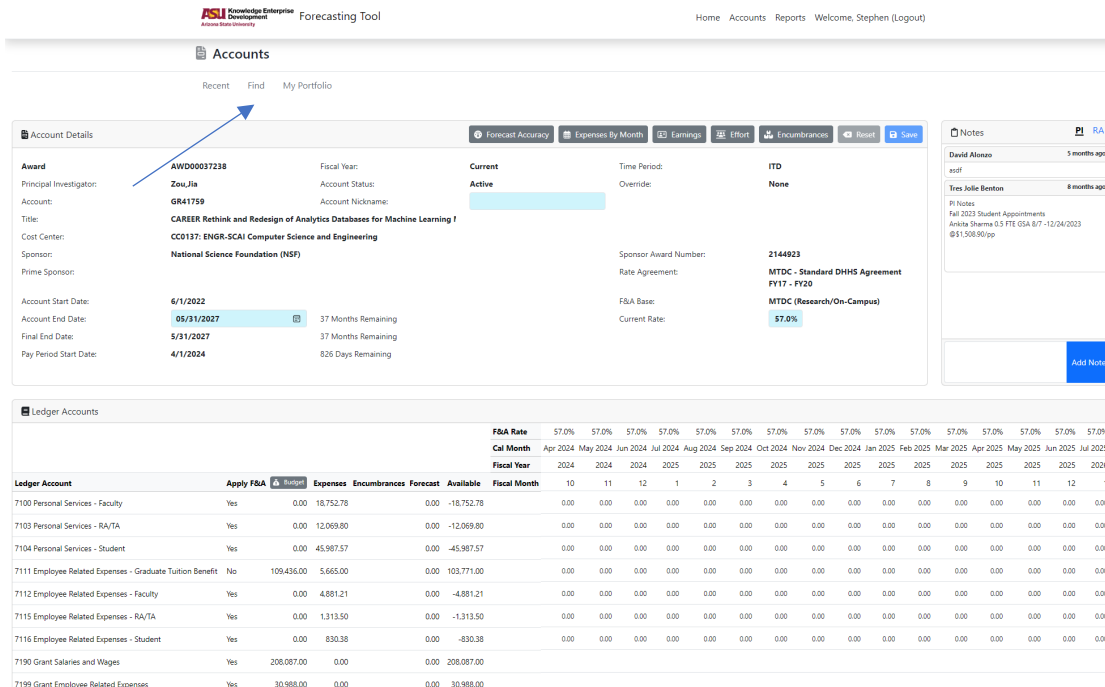 ASU Knowledge Enterprise Development
Arizona State University
Forecasting Tool
Home Accounts Reports Welcome, Stephen (Logout)
Accounts
Recent Find My Portfolio
Account Details
Forecast Accuracy Expenses By Month Earnings Effort Encumbrances Reset Save
Award AWD00037238 Fiscal Year: Current Time Period: ITD
Principal Investigator: Zou,Jia Account Status: Active Override: None
Account: GR41759 Account Nickname:
Title: CAREER Rethink and Redesign of Analytics Databases for Machine Learning
Cost Center: CC0137: ENGR-SCAI Computer Science and Engineering
Sponsor: National Science Foundation (NSF) Sponsor Award Number: 2144923
Prime Sponsor: Rate Agreement: MTDC - Standard DHHS Agreement
FY17 - FY20
Account Start Date: 6/1/2022 F&A Base: MTDC (Research/On-Campus)
Account End Date: 05/31/2027 37 Months Remaining Current Rate: 57.0%
Final End Date: 5/31/2027 37 Months Remaining
Pay Period Start Date: 4/1/2024 826 Days Remaining
Notes PI RA
David Alonzo 5 months ago
asdf
Tres Jolie Benton 8 months ago
PI Notes
Fall 2023 Student Appointments
Ankita Sharma 0.5 FTE GSA 8/7 -12/24/2023
@$1,508.90/pp
Add Note
Ledger Accounts
F&A Rate 57.0% 57.0% 57.0% 57.0% 57.0% 57.0% 57.0% 57.0% 57.0% 57.0% 57.0% 57.0% 57.0% 57.0% 57.0% 57.0%
Cal Month Apr 2024 May 2024 Jun 2024 Jul 2024 Aug 2024 Sep 2024 Oct 2024 Nov 2024 Dec 2024 Jan 2025 Feb 2025 Mar 2025 Apr 2025 May 2025 Jun 2025 Jul 2025
Fiscal Year 2024 2024 2024 2025 2025 2025 2025 2025 2025 2025 2025 2025 2025 2025 2025 2026
Ledger Account Apply F&A Budget Expenses Encumbrances Forecast Available Fiscal Month 10 11 12 1 2 3 4 5 6 7 8 9 10 11 12 1
7100 Personal Services - Faculty Yes 0.00 18,752.78 0.00 -18,752.78 0.00 0.00 0.00 0.00 0.00 0.00 0.00 0.00 0.00 0.00 0.00 0.00 0.00 0.00 0.00 0.00
7103 Personal Services - RA/TA Yes 0.00 12,069.80 0.00 -12,069.80 0.00 0.00 0.00 0.00 0.00 0.00 0.00 0.00 0.00 0.00 0.00 0.00 0.00 0.00 0.00 0.00
7104 Personal Services - Student Yes 0.00 45,987.57 0.00 -45,987.57 0.00 0.00 0.00 0.00 0.00 0.00 0.00 0.00 0.00 0.00 0.00 0.00 0.00 0.00 0.00 0.00
7111 Employee Related Expenses - Graduate Tuition Benefit No 109,436.00 5,665.00 0.00 103,771.00 0.00 0.00 0.00 0.00 0.00 0.00 0.00 0.00 0.00 0.00 0.00 0.00 0.00 0.00 0.00 0.00
7112 Employee Related Expenses - Faculty Yes 0.00 4,881.21 0.00 -4,881.21 0.00 0.00 0.00 0.00 0.00 0.00 0.00 0.00 0.00 0.00 0.00 0.00 0.00 0.00 0.00 0.00
7115 Employee Related Expenses - RA/TA Yes 0.00 1,313.50 0.00 -1,313.50 0.00 0.00 0.00 0.00 0.00 0.00 0.00 0.00 0.00 0.00 0.00 0.00 0.00 0.00 0.00 0.00
7116 Employee Related Expenses - Student Yes 0.00 830.38 0.00 -830.38 0.00 0.00 0.00 0.00 0.00 0.00 0.00 0.00 0.00 0.00 0.00 0.00 0.00 0.00 0.00 0.00
7190 Grant Salaries and Wages Yes 208,087.00 0.00 0.00 208,087.00
7199 Grant Employee Related Expenses Yes 30,988.00 0.00 0.00 30,988.00